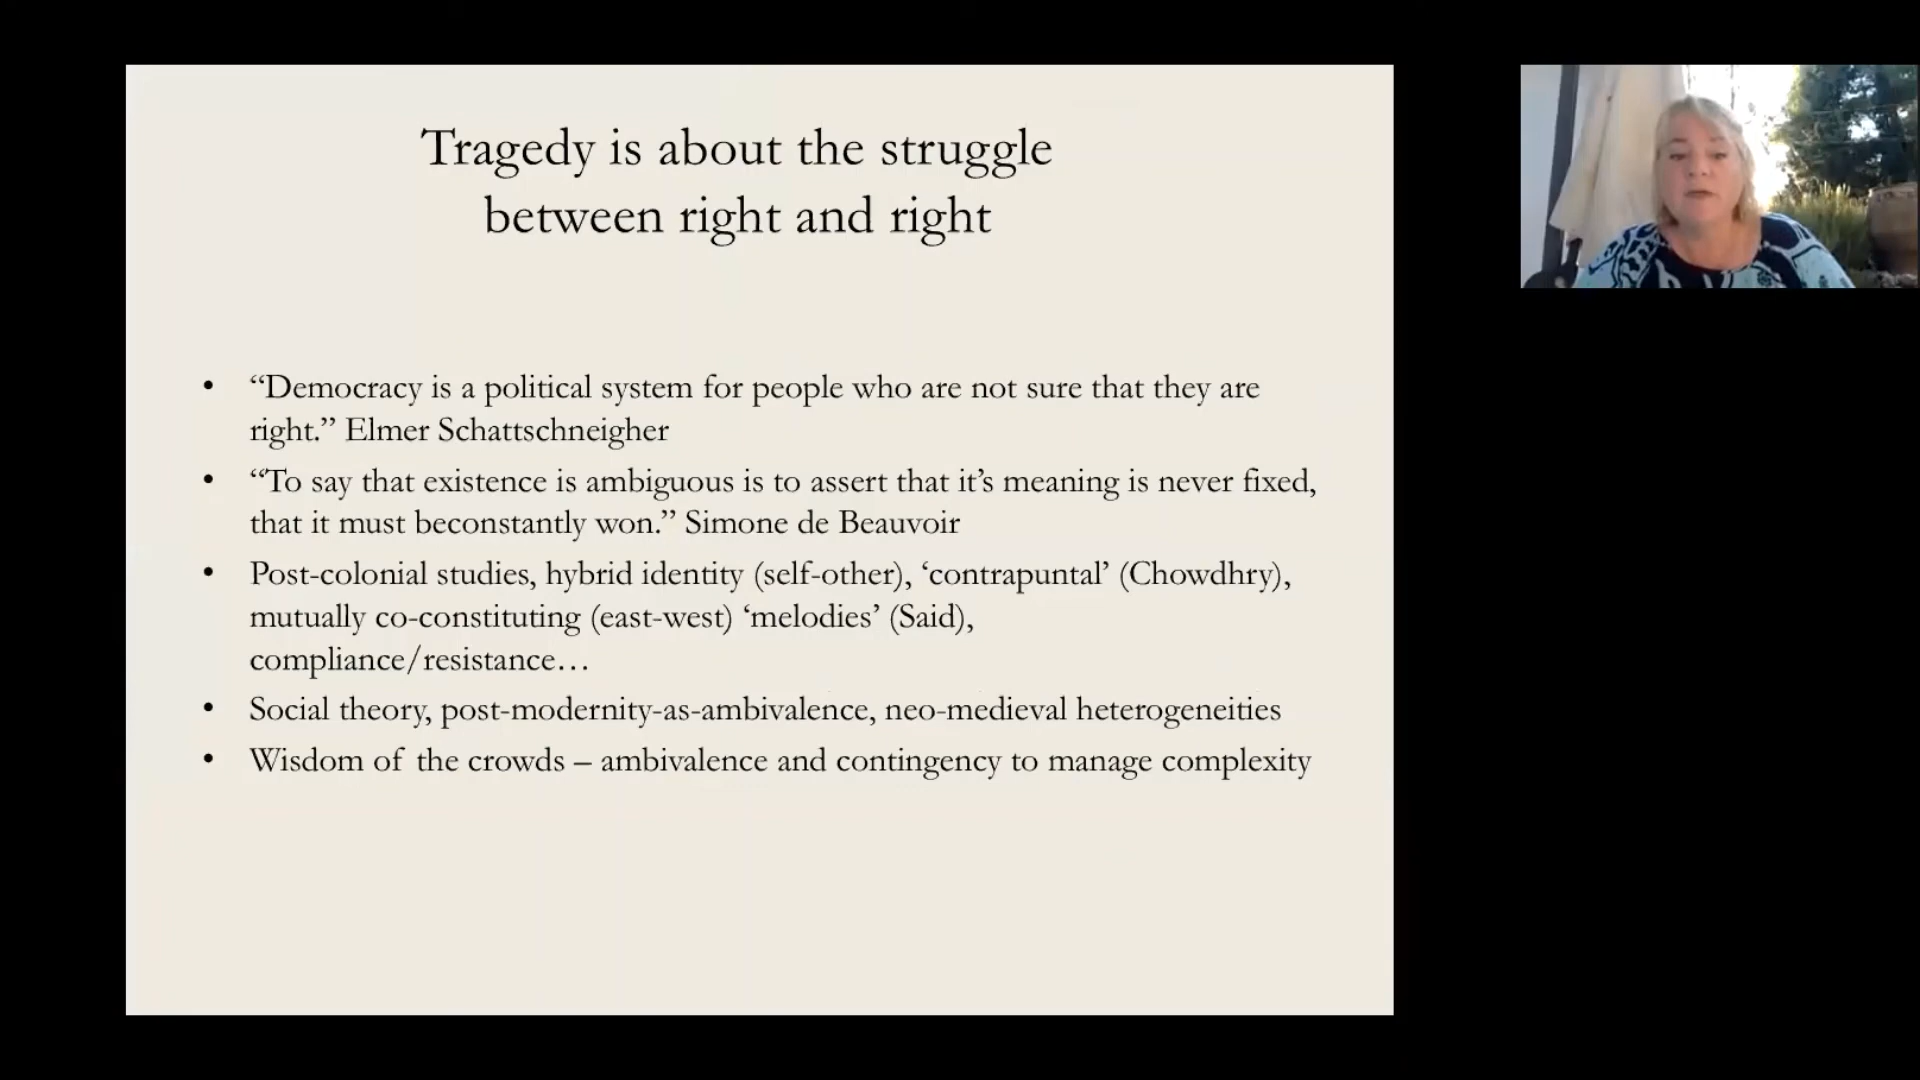 Tragedy is about the struggle
between right and right
• “Democracy is a political system for people who are not sure that they are
right.” Elmer Schattschneigher
• “To say that existence is ambiguous is to assert that it’s meaning is never fixed,
that it must beconstantly won.” Simone de Beauvoir
• Post-colonial studies, hybrid identity (self-other), ‘contrapuntal’ (Chowdhry),
mutually co-constituting (east-west) ‘melodies’ (Said),
compliance/resistance…
• Social theory, post-modernity-as-ambivalence, neo-medieval heterogeneities
• Wisdom of the crowds – ambivalence and contingency to manage complexity